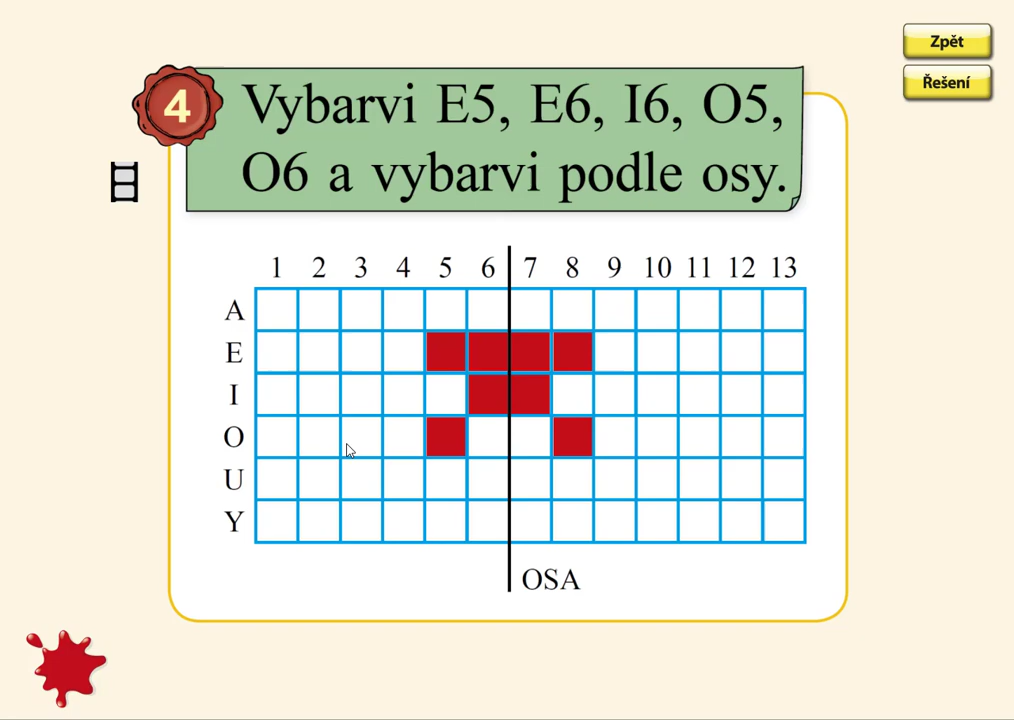 Zpět
Řešení
4
Vybarvi E5, E6, I6, O5,
O6 a vybarvi podle osy.
1 2 3 4 5 6 7 8 9 10 11 12 13
A
E
I
O
U
Y
OSA